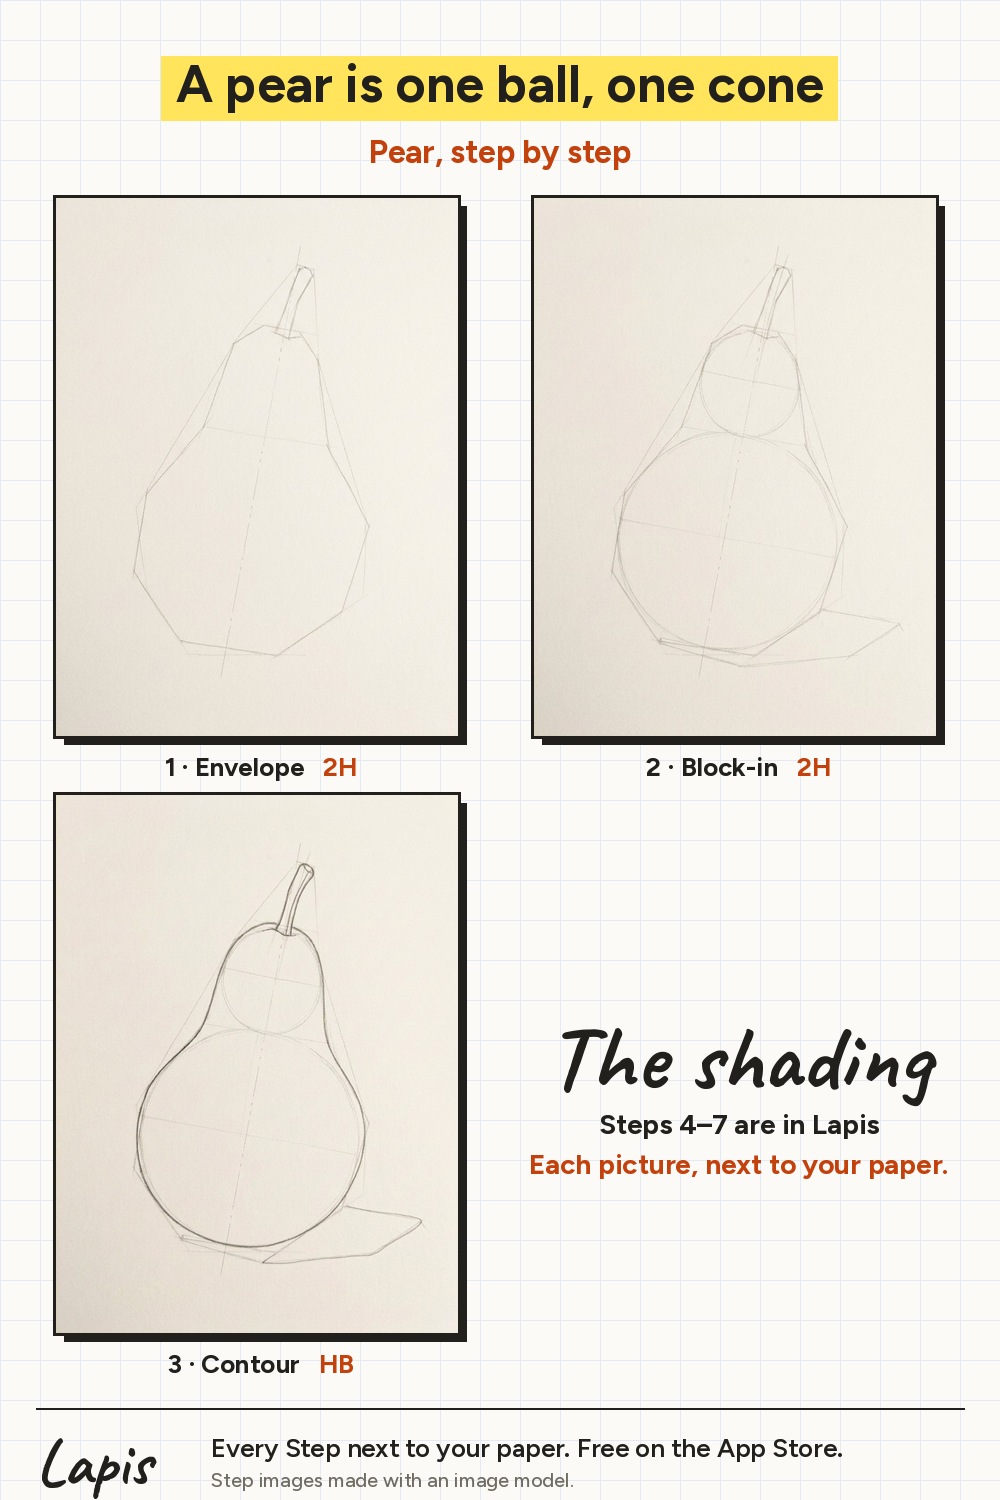 A pear is one ball, one cone
Pear, step by step
1 · Envelope 2H
2 · Block-in 2H
3 · Contour HB
The shading
Steps 4–7 are in Lapis
Each picture, next to your paper.
Lapis
Every Step next to your paper. Free on the App Store.
Step images made with an image model.